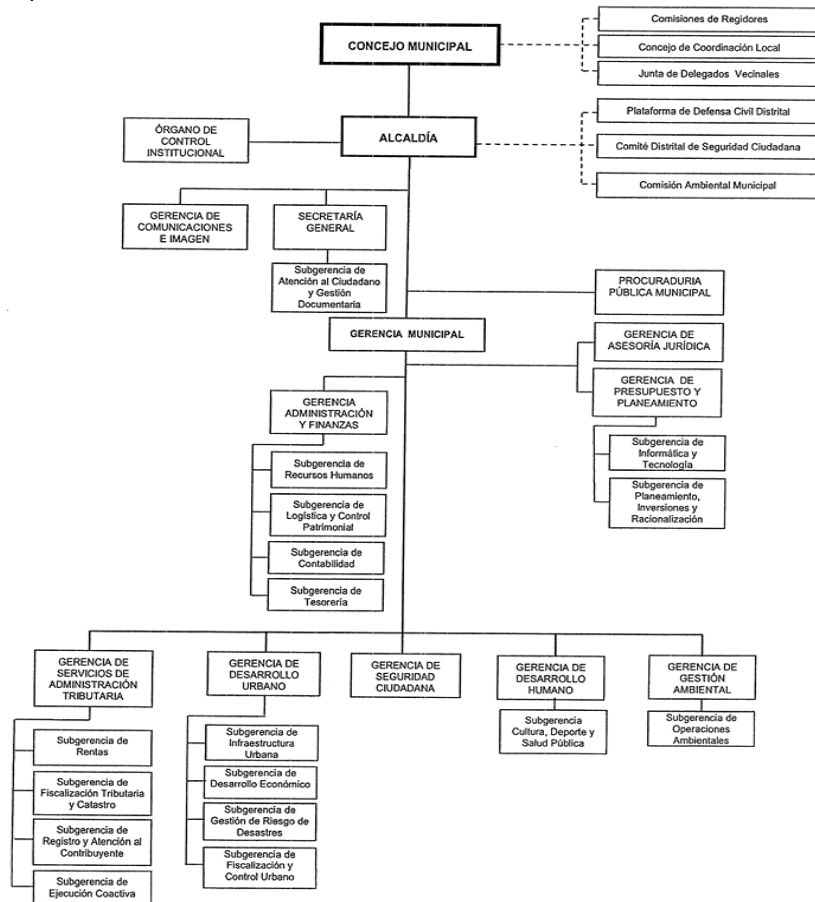 CONCEJO MUNICIPAL
Comisiones de Regidores
Concejo de Coordinación Local
Junta de Delegados Vecinales
ÓRGANO DE
CONTROL
INSTITUCIONAL
ALCALDÍA
Plataforma de Defensa Civil Distrital
Comité Distrital de Seguridad Ciudadana
Comisión Ambiental Municipal
GERENCIA DE
COMUNICACIONES
E IMAGEN
SECRETARÍA
GENERAL
Subgerencia de
Atención al Ciudadano
y Gestión
Documentaria
PROCURADURIA
PÚBLICA MUNICIPAL
GERENCIA MUNICIPAL
GERENCIA DE
ASESORÍA JURÍDICA
GERENCIA DE
PRESUPUESTO Y
PLANEAMIENTO
Subgerencia de
Informática y
Tecnología
Subgerencia de
Planeamiento,
Inversiones y
Racionalización
GERENCIA
ADMINISTRACIÓN
Y FINANZAS
Subgerencia de
Recursos Humanos
Subgerencia de
Logística y Control
Patrimonial
Subgerencia de
Contabilidad
Subgerencia de
Tesorería
GERENCIA DE
SERVICIOS DE
ADMINISTRACIÓN
TRIBUTARIA
Subgerencia de
Rentas
Subgerencia de
Fiscalización Tributaria
y Catastro
Subgerencia de
Registro y Atención al
Contribuyente
Subgerencia de
Ejecución Coactiva
GERENCIA DE
DESARROLLO
URBANO
Subgerencia de
Infraestructura
Urbana
Subgerencia de
Desarrollo Económico
Subgerencia de
Gestión de Riesgo de
Desastres
Subgerencia de
Fiscalización y
Control Urbano
GERENCIA DE
SEGURIDAD
CIUDADANA
GERENCIA DE
DESARROLLO
HUMANO
Subgerencia
Cultura, Deporte y
Salud Pública
GERENCIA DE
GESTIÓN
AMBIENTAL
Subgerencia de
Operaciones
Ambientales